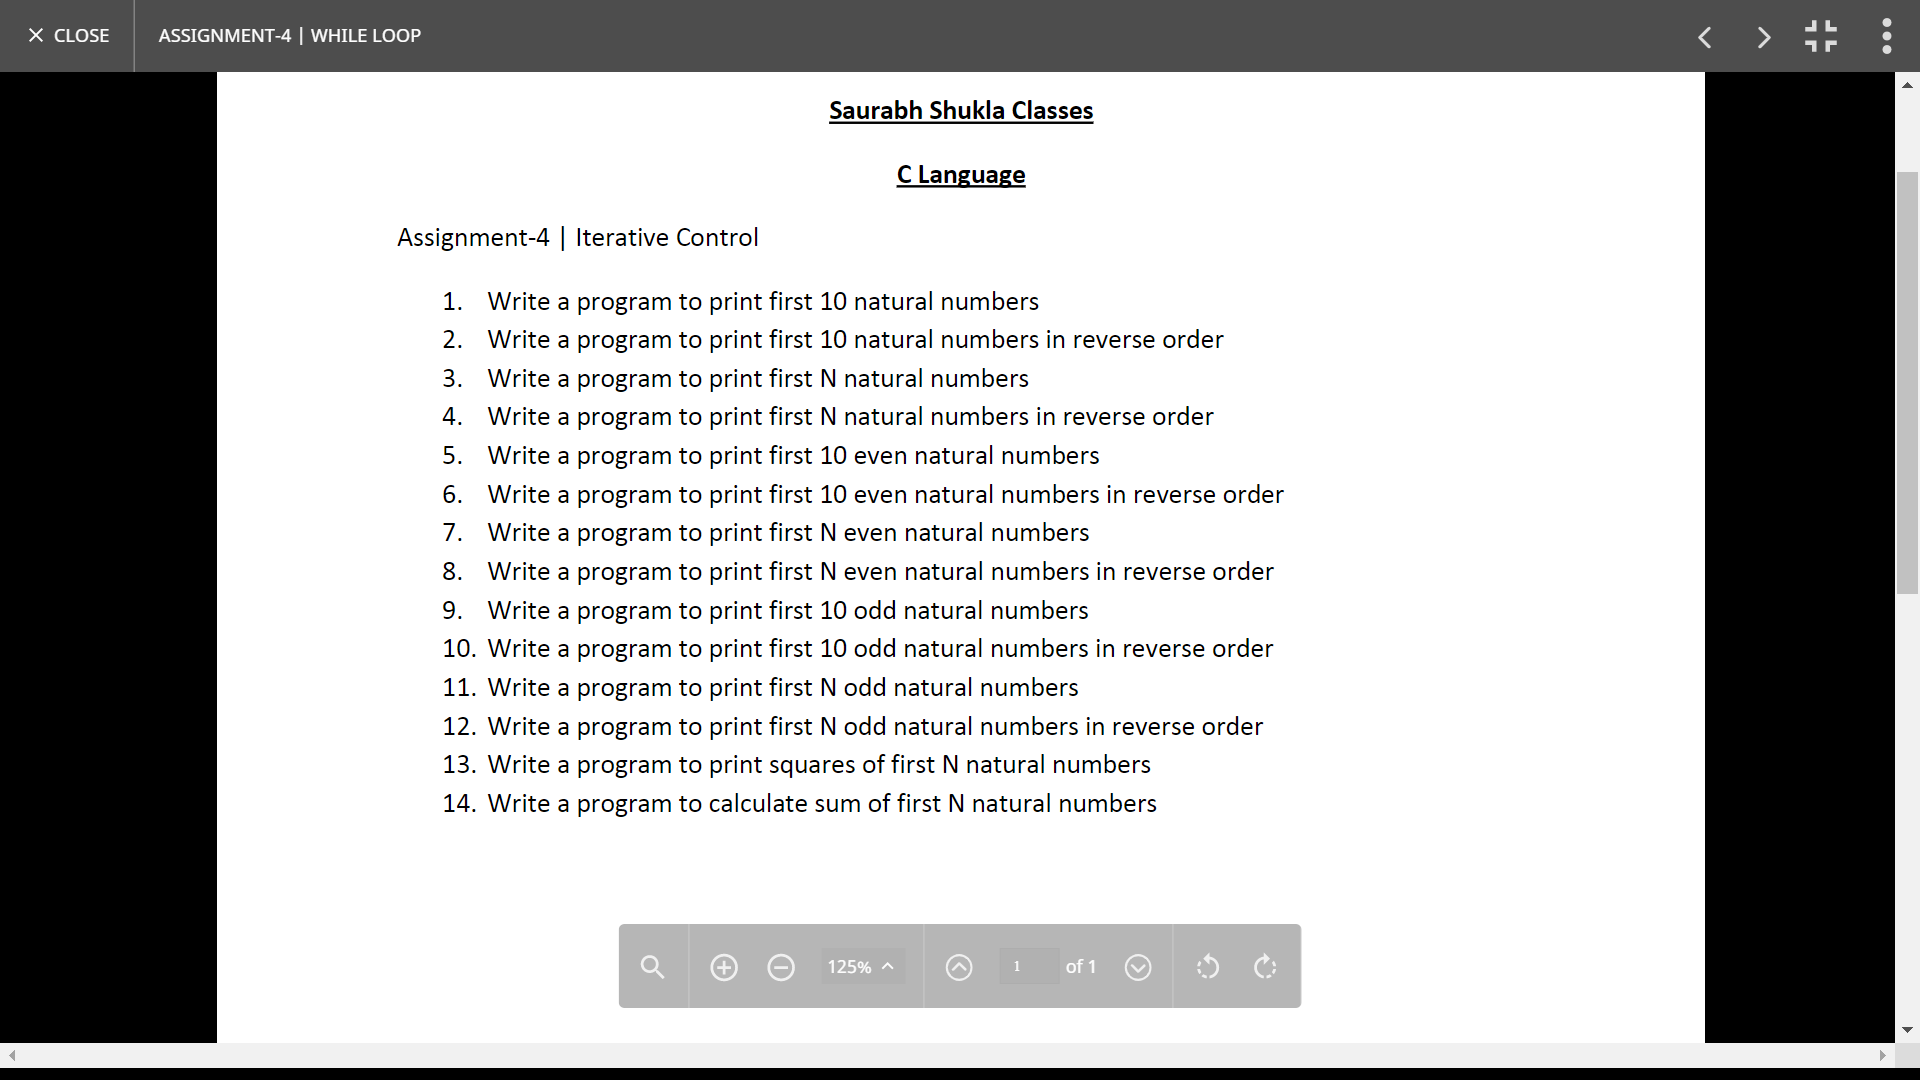 CLOSE
ASSIGNMENT-4 | WHILE LOOP
Saurabh Shukla Classes
C Language
Assignment-4 | Iterative Control
1. Write a program to print first 10 natural numbers
2. Write a program to print first 10 natural numbers in reverse order
3. Write a program to print first N natural numbers
4. Write a program to print first N natural numbers in reverse order
5. Write a program to print first 10 even natural numbers
6. Write a program to print first 10 even natural numbers in reverse order
7. Write a program to print first N even natural numbers
8. Write a program to print first N even natural numbers in reverse order
9. Write a program to print first 10 odd natural numbers
10. Write a program to print first 10 odd natural numbers in reverse order
11. Write a program to print first N odd natural numbers
12. Write a program to print first N odd natural numbers in reverse order
13. Write a program to print squares of first N natural numbers
14. Write a program to calculate sum of first N natural numbers
125% 1 of 1